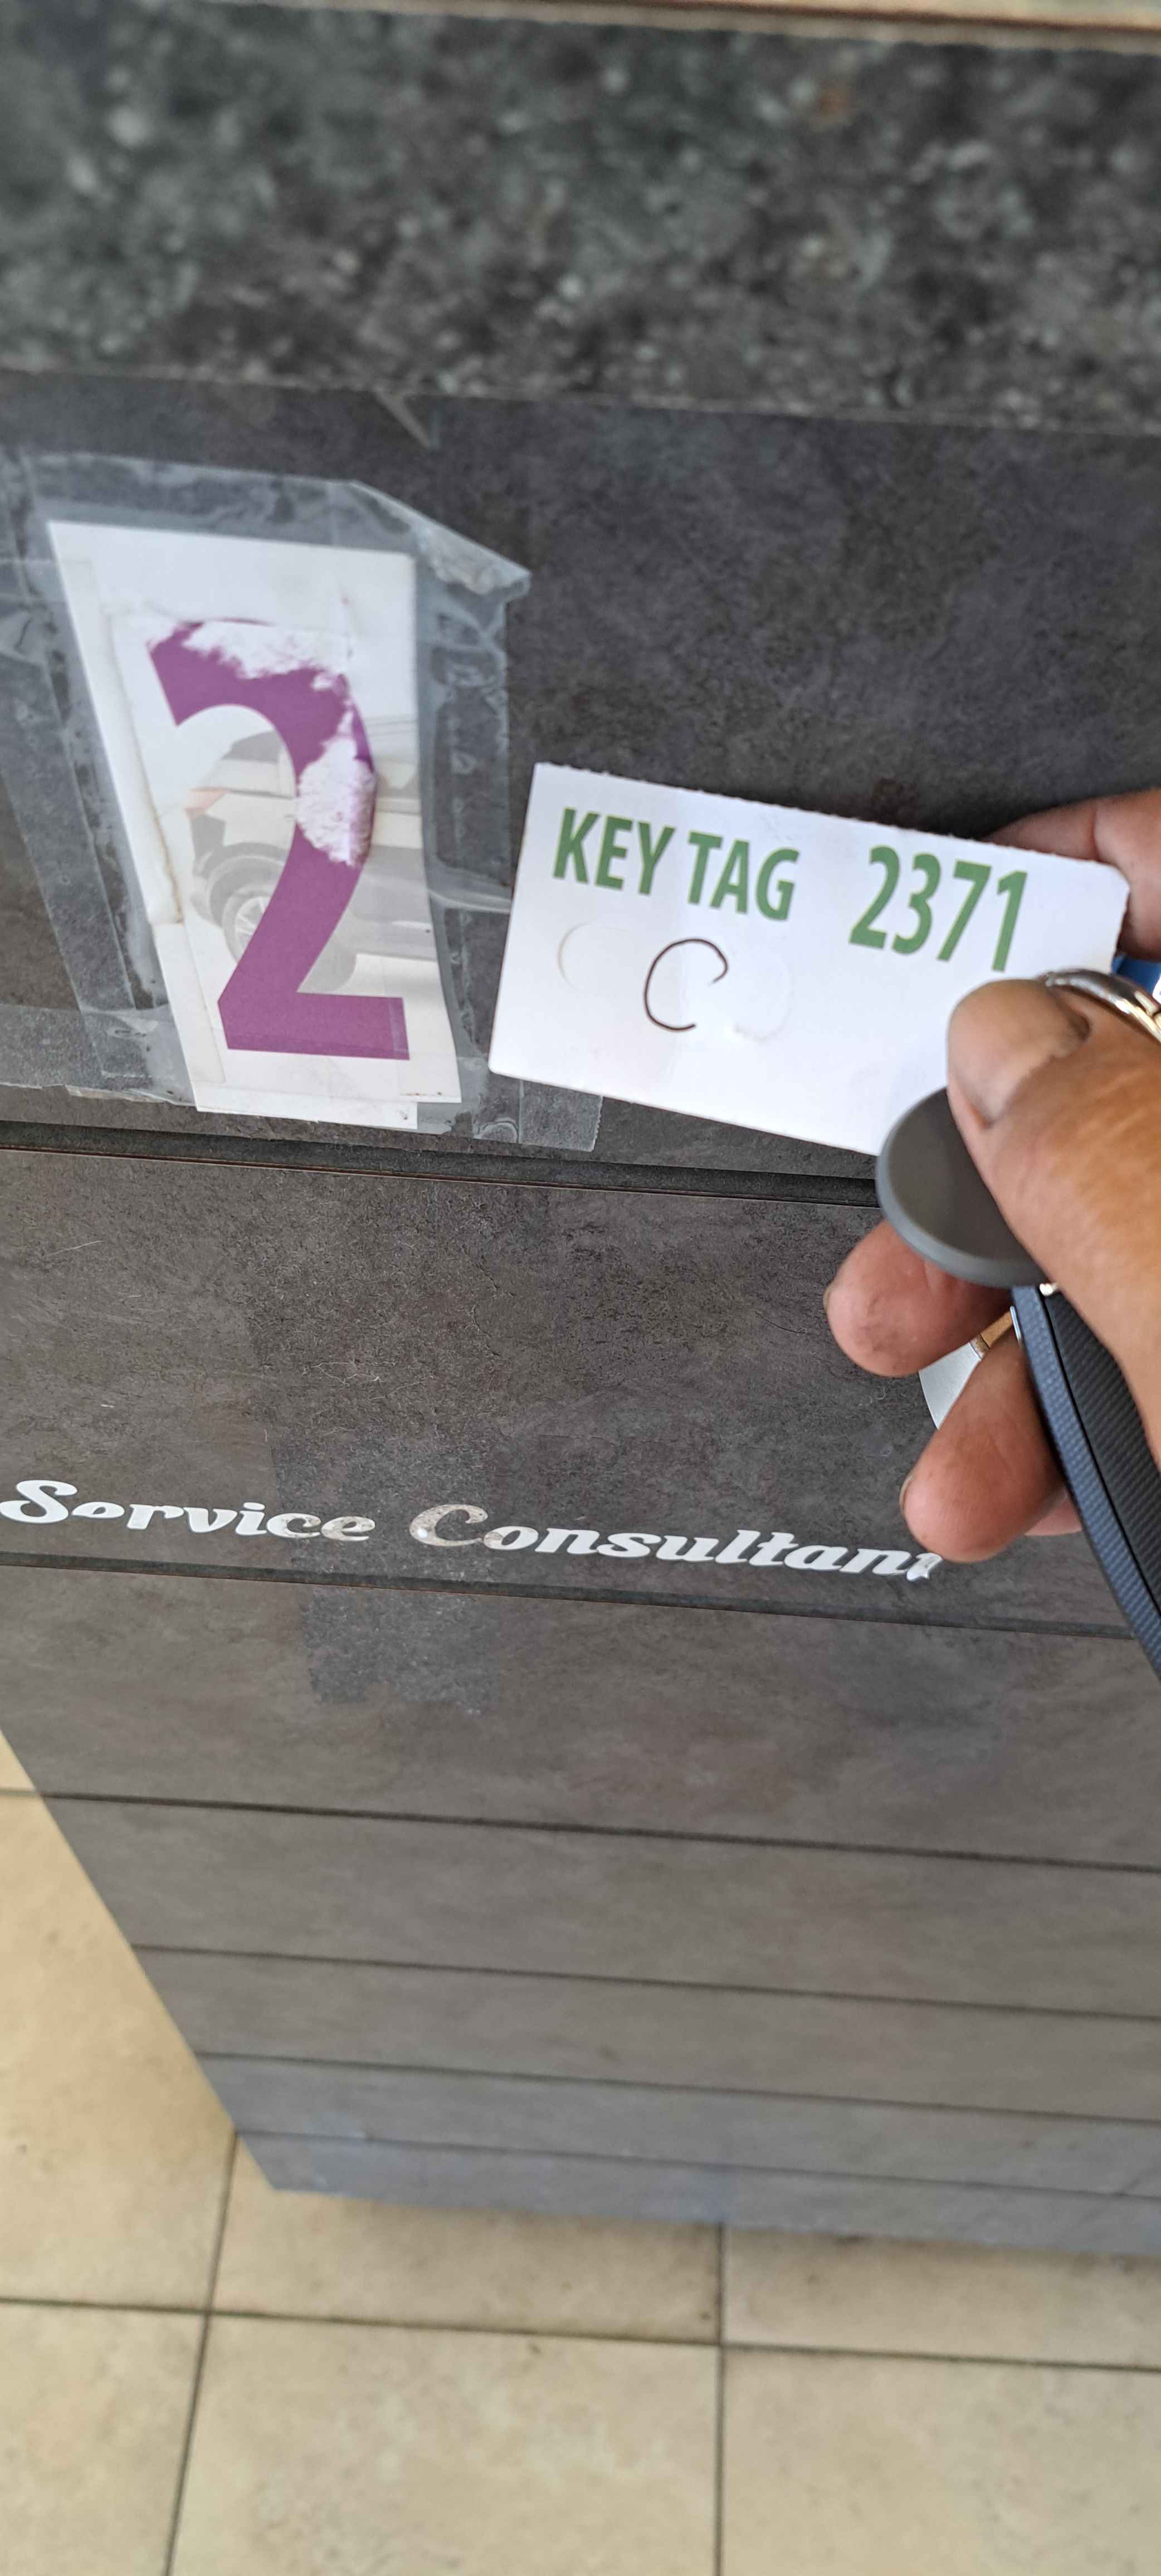 2
KEY TAG 2371
C
Service Consultant